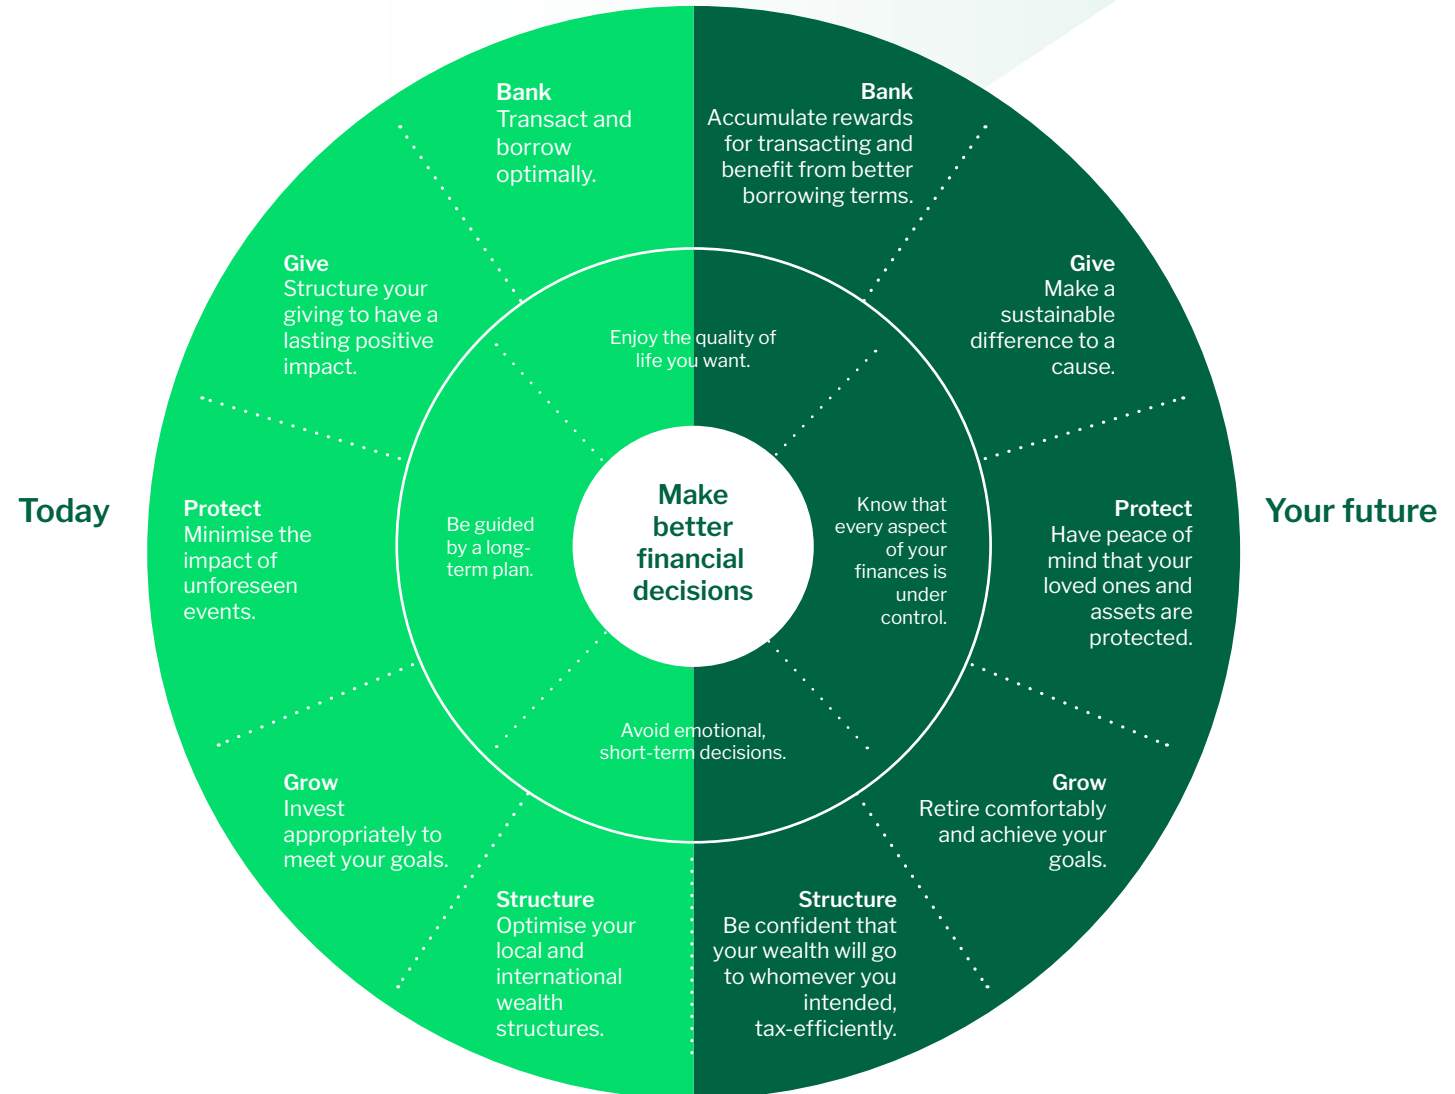 Today
Your future
Bank
Transact and
borrow
optimally.
Bank
Accumulate rewards
for transacting and
benefit from better
borrowing terms.
Give
Structure your
giving to have a
lasting positive
impact.
Give
Make a
sustainable
difference to a
cause.
Protect
Minimise the
impact of
unforeseen
events.
Protect
Have peace of
mind that your
loved ones and
assets are
protected.
Grow
Invest
appropriately to
meet your goals.
Grow
Retire comfortably
and achieve your
goals.
Structure
Optimise your
local and
international
wealth
structures.
Structure
Be confident that
your wealth will go
to whomever you
intended,
tax-efficiently.
Enjoy the quality of
life you want.
Be guided
by a long-
term plan.
Know that
every aspect
of your
finances is
under
control.
Avoid emotional,
short-term decisions.
Make
better
financial
decisions